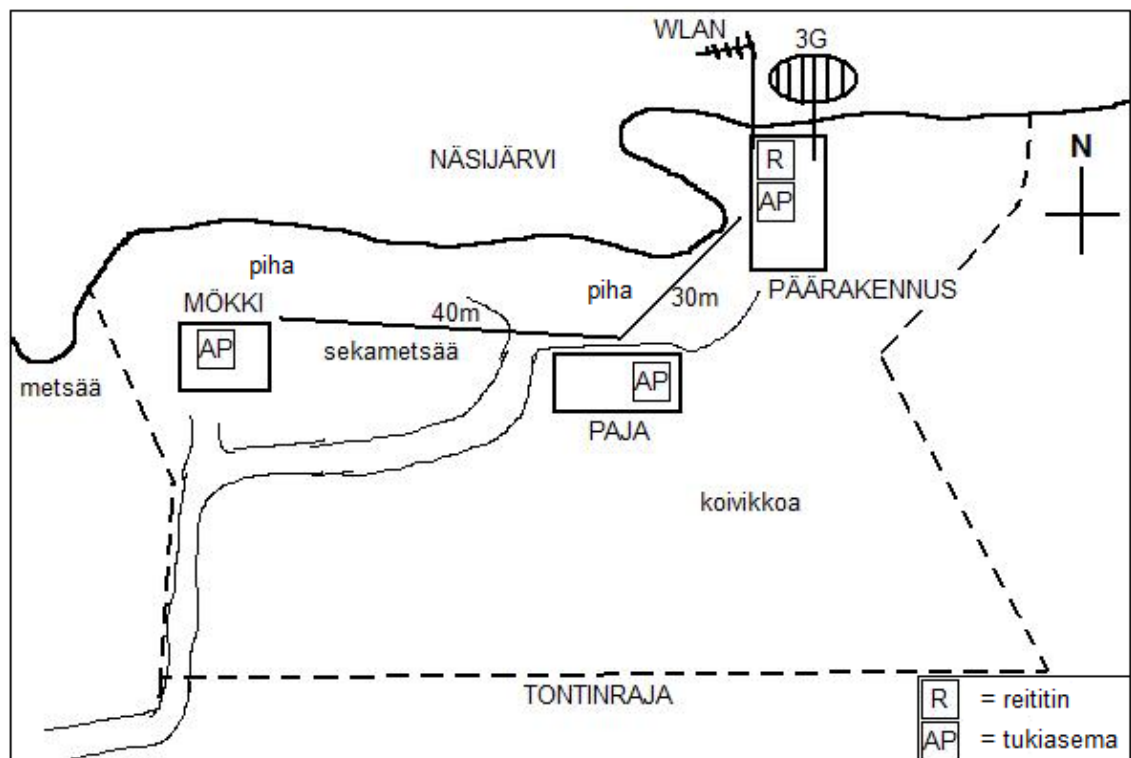 WLAN
3G
NÄSIJÄRVI
R
N
AP
piha
piha
30m
PÄÄRAKENNUS
MÖKKI
40m
AP
sekametsää
metsää
AP
PAJA
koivikkoa
TONTINRAJA
R = reititin
AP = tukiasema